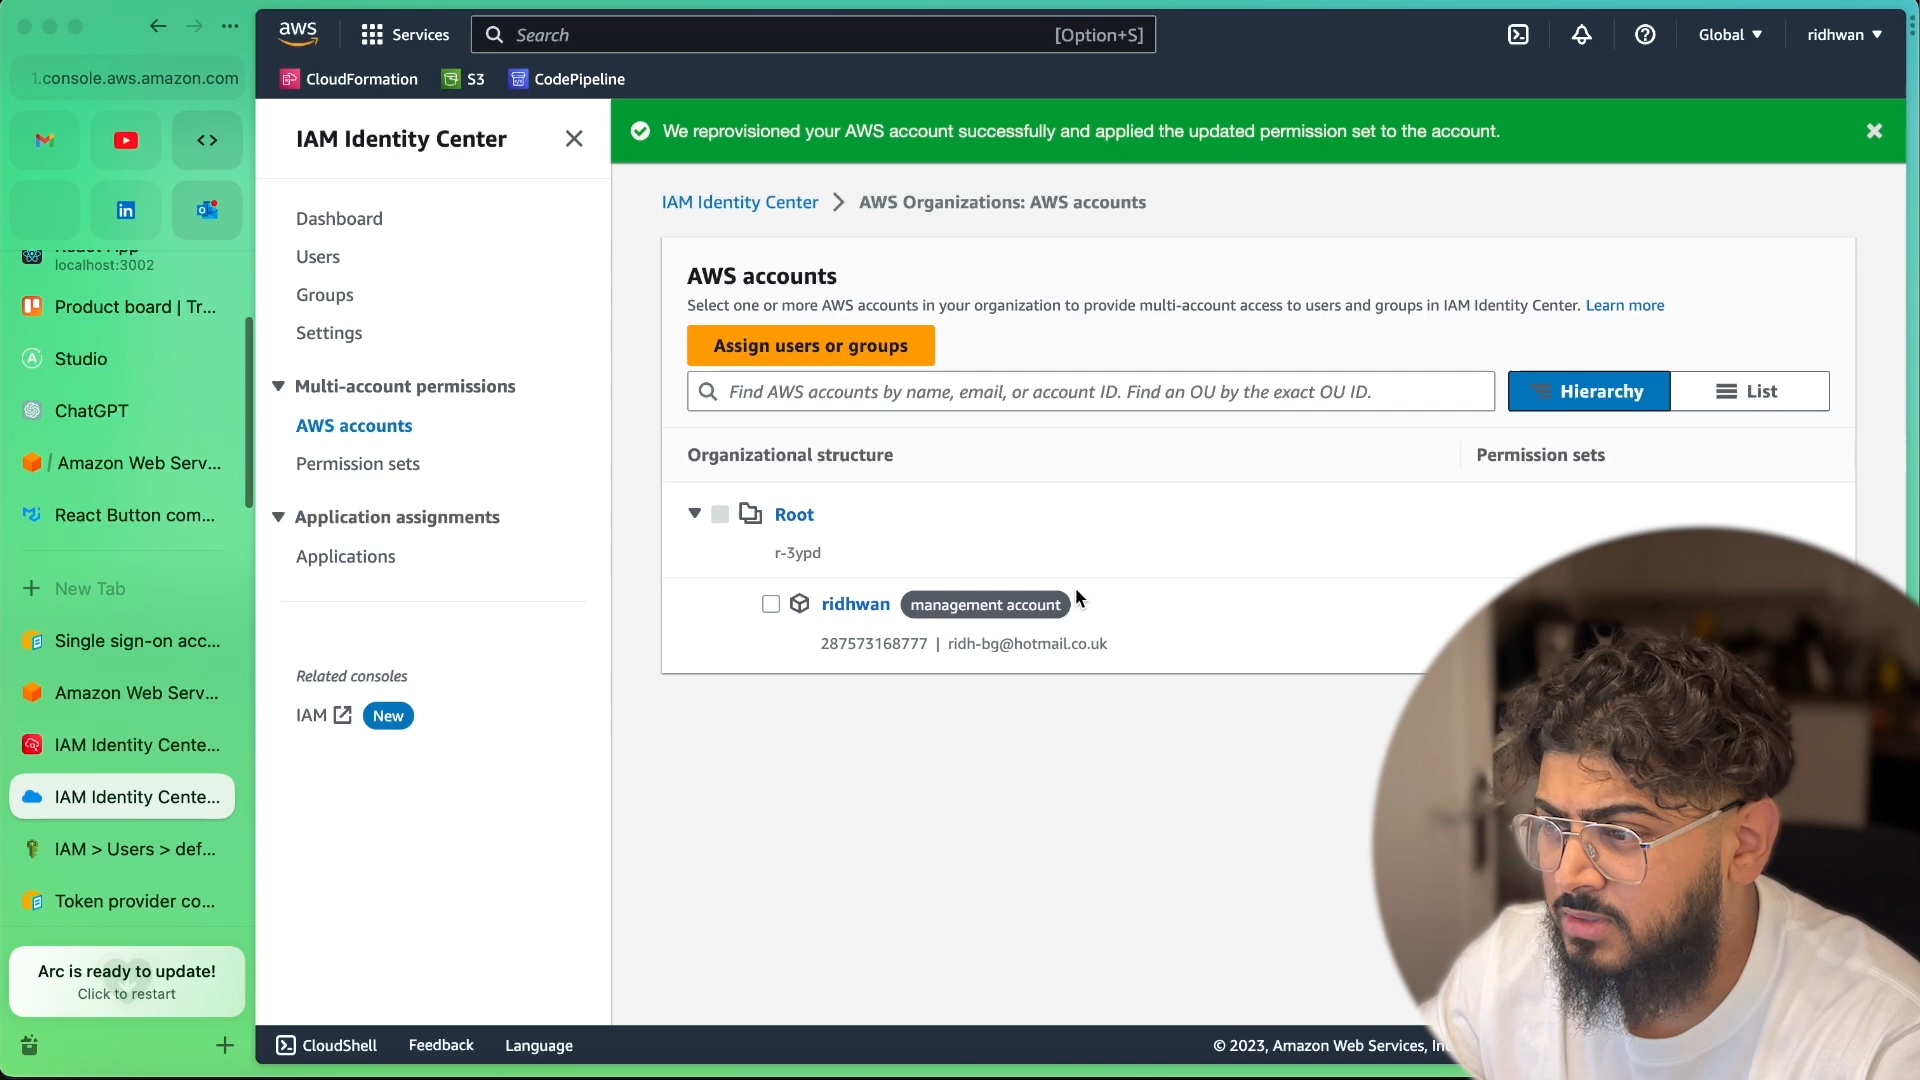 aws
Services
Search
[Option+S]
Global
ridhwan
1.console.aws.amazon.com
CloudFormation
S3
CodePipeline
IAM Identity Center
We reprovisioned your AWS account successfully and applied the updated permission set to the account.
IAM Identity Center
AWS Organizations: AWS accounts
Dashboard
Users
Groups
Settings
Multi-account permissions
AWS accounts
Permission sets
Application assignments
Applications
Related consoles
IAM
New
localhost:3002
Product board | Tr...
Studio
ChatGPT
/ Amazon Web Serv...
React Button com...
New Tab
Single sign-on acc...
Amazon Web Serv...
IAM Identity Cente...
IAM Identity Cente...
IAM > Users > def...
Token provider co...
Arc is ready to update!
Click to restart
AWS accounts
Select one or more AWS accounts in your organization to provide multi-account access to users and groups in IAM Identity Center. Learn more
Assign users or groups
Find AWS accounts by name, email, or account ID. Find an OU by the exact OU ID.
Hierarchy
List
Organizational structure
Permission sets
Root
r-3ypd
ridhwan
management account
287573168777 | ridh-bg@hotmail.co.uk
CloudShell
Feedback
Language
© 2023, Amazon Web Services,